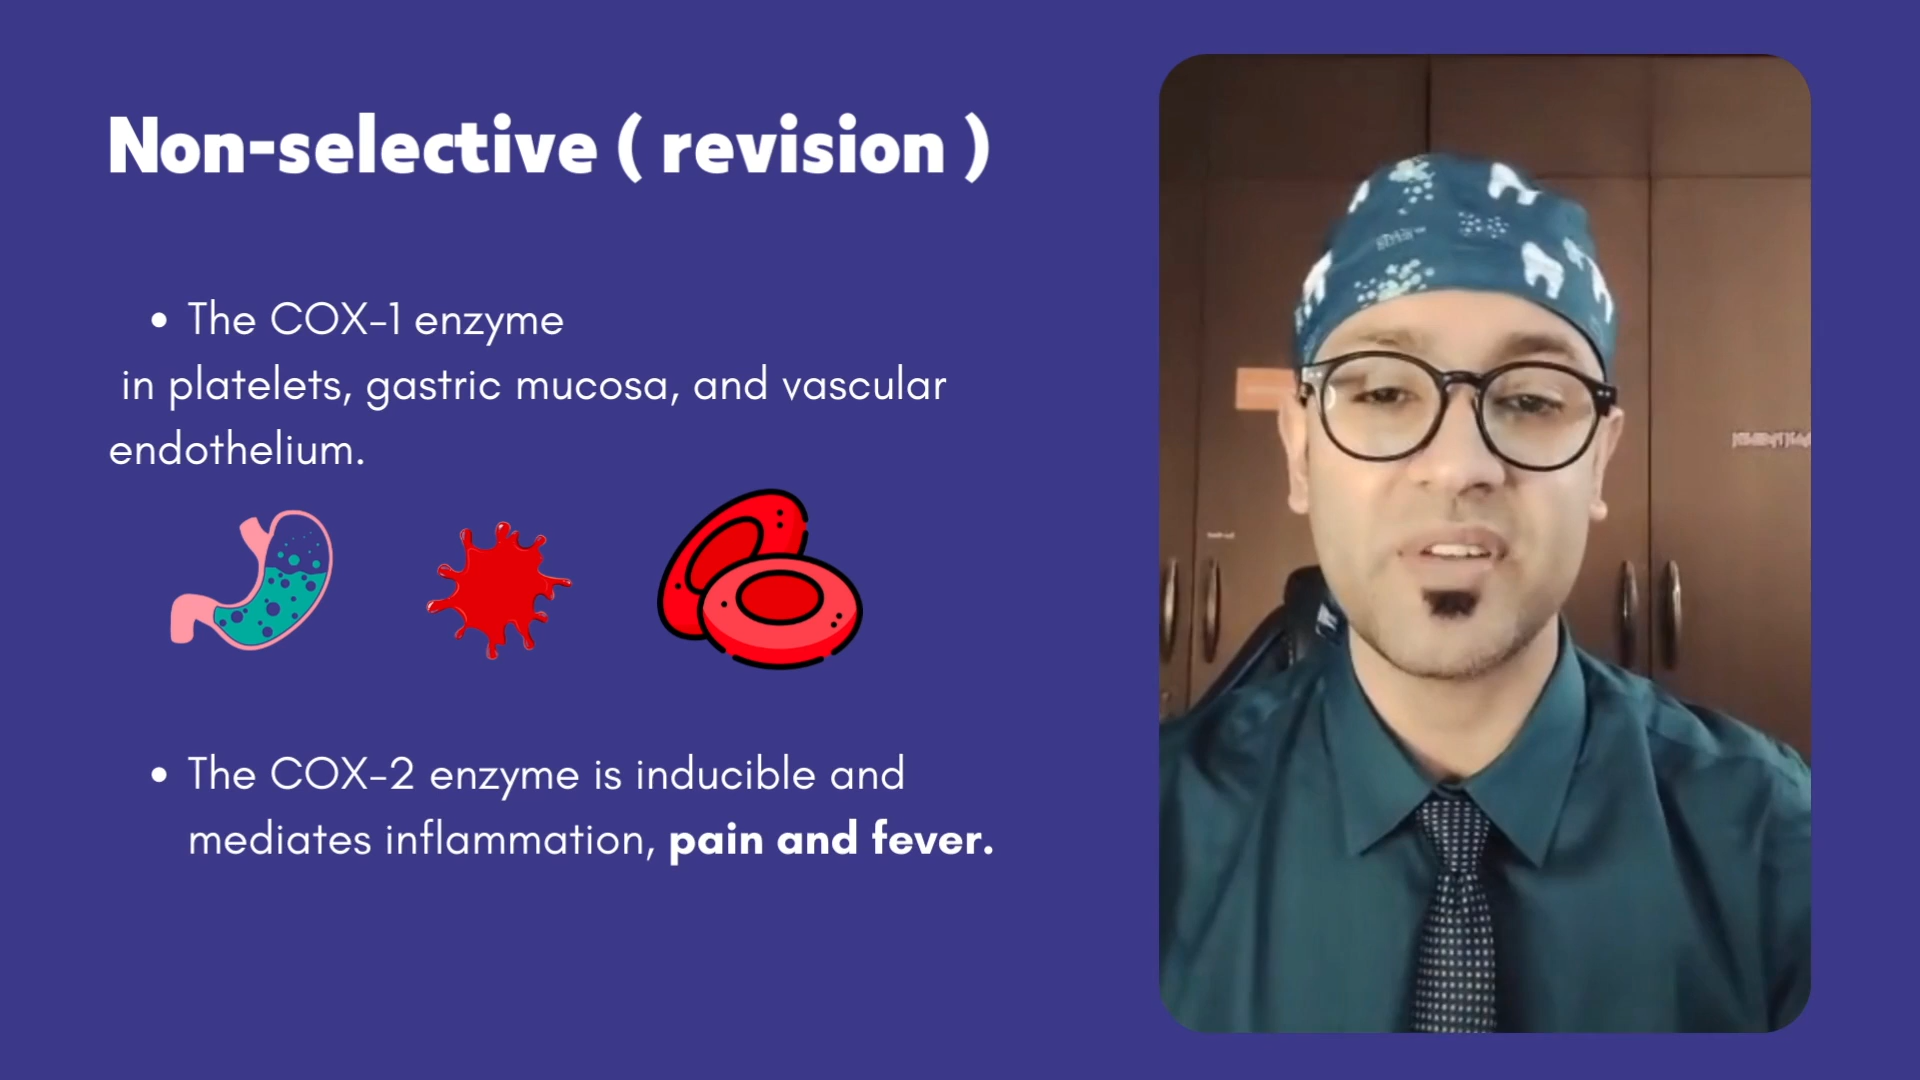 Non-selective ( revision )
• The COX-1 enzyme
in platelets, gastric mucosa, and vascular
endothelium.
• The COX-2 enzyme is inducible and
mediates inflammation, pain and fever.